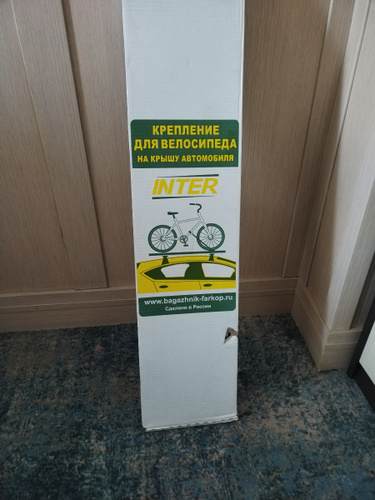 КРЕПЛЕНИЕ
ДЛЯ ВЕЛОСИПЕДА
НА КРЫШУ АВТОМОБИЛЯ
INTER
www.bagazhnik-farkop.ru
Сделано в России